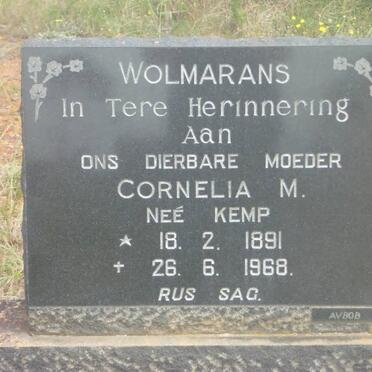 WOLMARANS
In Tere Herinnering
Aan
ONS DIERBARE MOEDER
CORNELIA M.
NEÉ KEMP
* 18. 2. 1891
+ 26. 6. 1968.
RUS SAG.
AVBOB